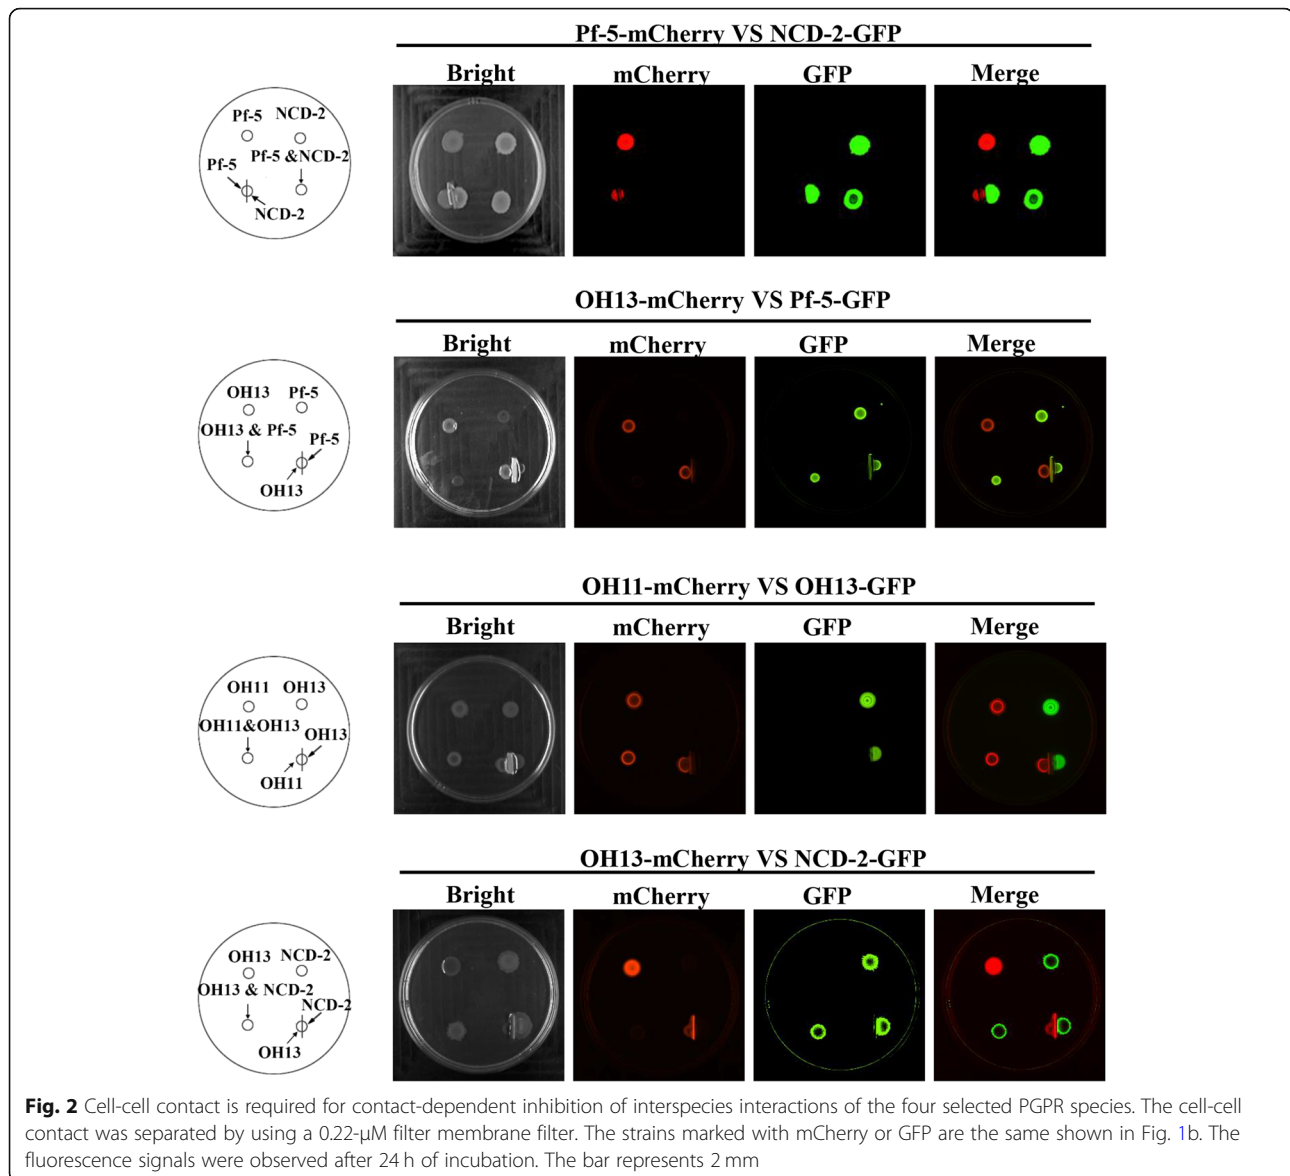 Pf-5-mCherry VS NCD-2-GFP
Bright mCherry GFP Merge
Pf-5 NCD-2
Pf-5 Pf-5 &NCD-2
NCD-2
OH13-mCherry VS Pf-5-GFP
Bright mCherry GFP Merge
OH13 Pf-5
OH13 & Pf-5
Pf-5
OH13
OH11-mCherry VS OH13-GFP
Bright mCherry GFP Merge
OH11 OH13
OH11&OH13
OH13
OH11
OH13-mCherry VS NCD-2-GFP
Bright mCherry GFP Merge
OH13 NCD-2
OH13 & NCD-2
NCD-2
OH13
Fig. 2 Cell-cell contact is required for contact-dependent inhibition of interspecies interactions of the four selected PGPR species. The cell-cell
contact was separated by using a 0.22-μM filter membrane filter. The strains marked with mCherry or GFP are the same shown in Fig. 1b. The
fluorescence signals were observed after 24 h of incubation. The bar represents 2 mm